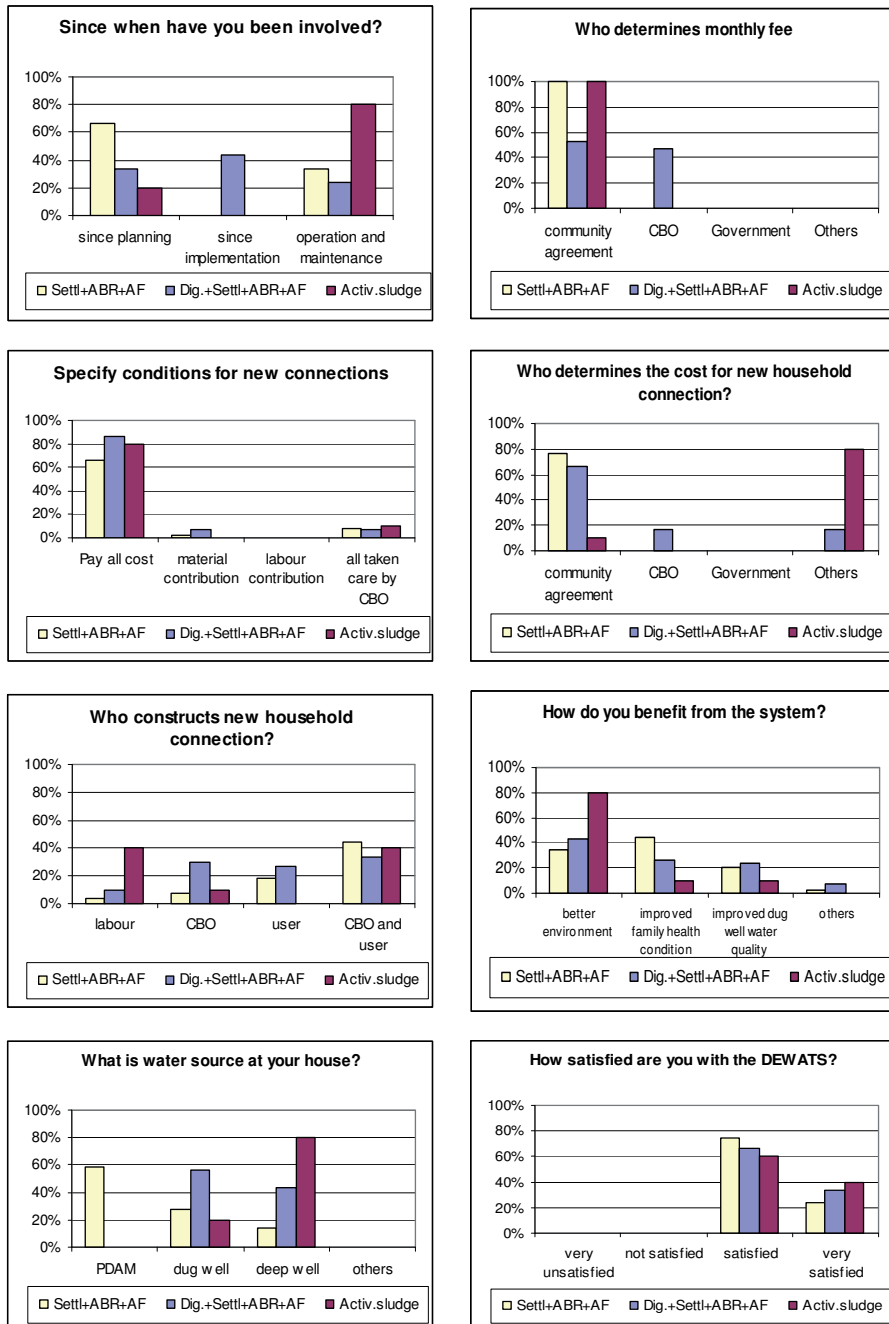 Since when have you been involved?
100%
80%
60%
40%
20%
0%
since planning
since
implementation
operation and
maintenance
Settl+ABR+AF Dig.+Settl+ABR+AF Activ.sludge
Who determines monthly fee
100%
80%
60%
40%
20%
0%
community
agreement
CBO
Government
Others
Settl+ABR+AF Dig.+Settl+ABR+AF Activ.sludge
Specify conditions for new connections
100%
80%
60%
40%
20%
0%
Pay all cost
material
contribution
labour
contribution
all taken
care by
CBO
Settl+ABR+AF Dig.+Settl+ABR+AF Activ.sludge
Who determines the cost for new household
connection?
100%
80%
60%
40%
20%
0%
community
agreement
CBO
Government
Others
Settl+ABR+AF Dig.+Settl+ABR+AF Activ.sludge
Who constructs new household
connection?
100%
80%
60%
40%
20%
0%
labour
CBO
user
CBO and
user
Settl+ABR+AF Dig.+Settl+ABR+AF Activ.sludge
How do you benefit from the system?
100%
80%
60%
40%
20%
0%
better
environment
improved
family health
condition
improved dug
well water
quality
others
Settl+ABR+AF Dig.+Settl+ABR+AF Activ.sludge
What is water source at your house?
100%
80%
60%
40%
20%
0%
PDAM
dug well
deep well
others
Settl+ABR+AF Dig.+Settl+ABR+AF Activ.sludge
How satisfied are you with the DEWATS?
100%
80%
60%
40%
20%
0%
very
unsatisfied
not satisfied
satisfied
very
satisfied
Settl+ABR+AF Dig.+Settl+ABR+AF Activ.sludge